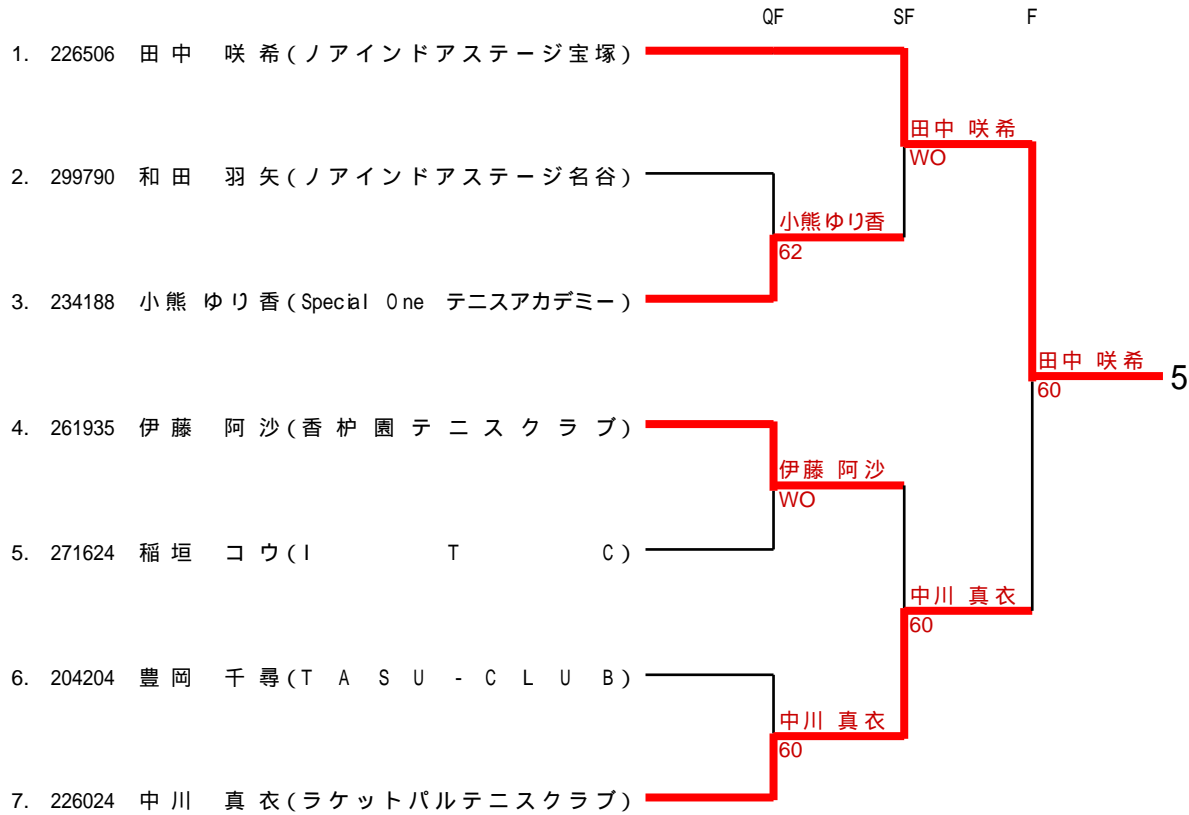 QF SF F
1. 226506 田中 咲希(ノアインドアステージ宝塚)
田中 咲希
WO
2. 299790 和田 羽矢(ノアインドアステージ名谷)
小熊ゆり香
62
3. 234188 小熊 ゆり香(Special One テニスアカデミー)
田中 咲希
60
5
4. 261935 伊藤 阿沙(香枦園テニスクラブ)
伊藤 阿沙
WO
5. 271624 稲垣 コウ(I T C)
中川 真衣
60
6. 204204 豊岡 千尋(TASU-CLUB)
中川 真衣
60
7. 226024 中川 真衣(ラケットパルテニスクラブ)